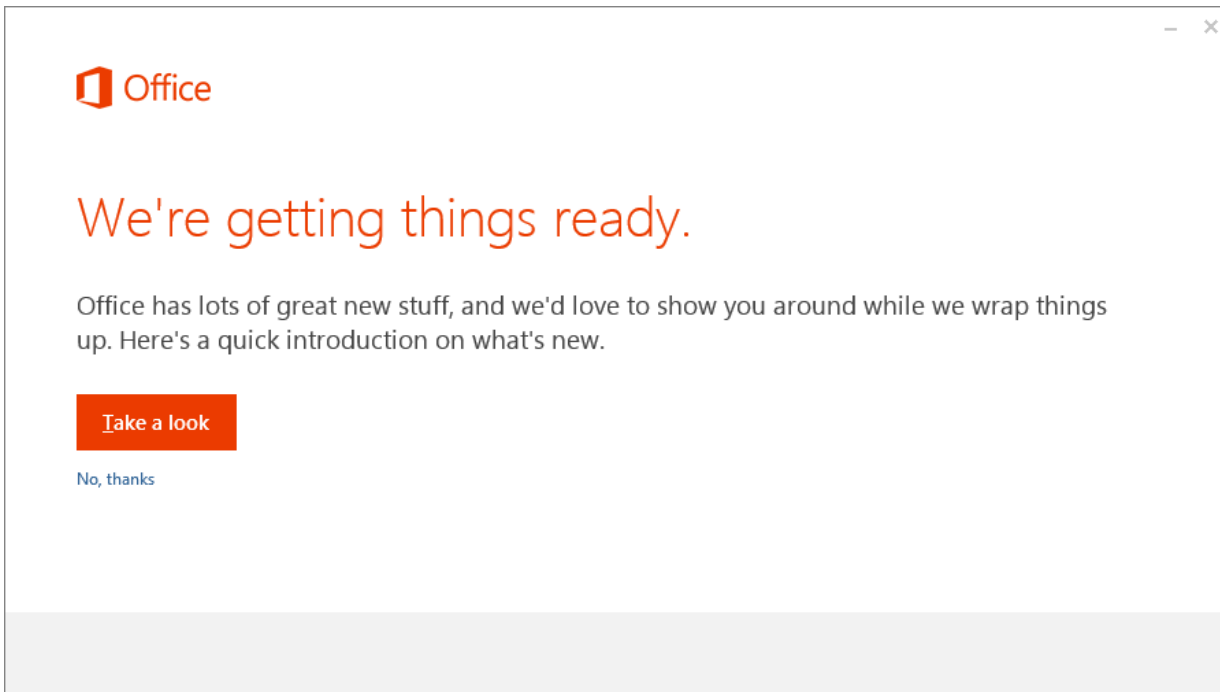 Office
We're getting things ready.
Office has lots of great new stuff, and we'd love to show you around while we wrap things
up. Here's a quick introduction on what's new.
Take a look
No, thanks